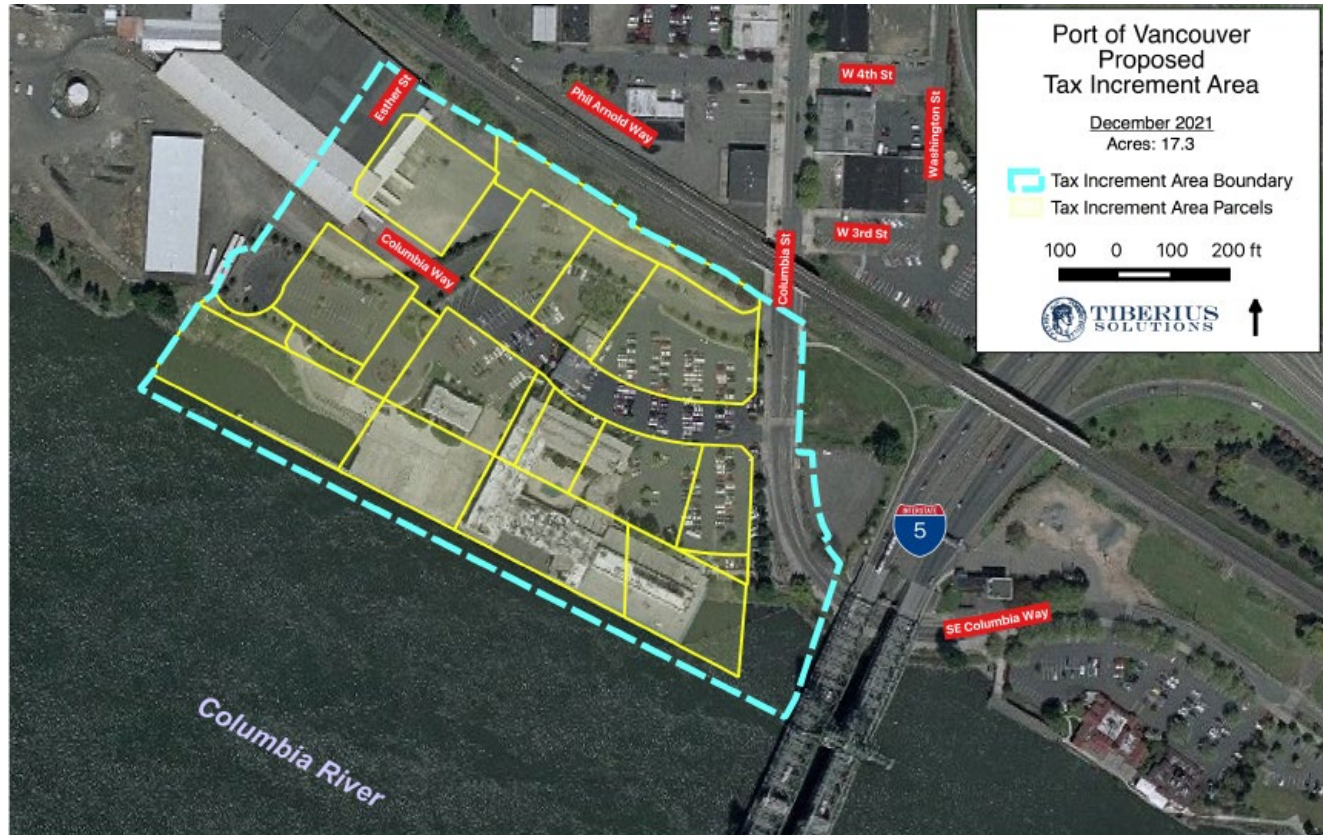 Port of Vancouver
Proposed
Tax Increment Area
December 2021
Acres: 17.3
Tax Increment Area Boundary
Tax Increment Area Parcels
100 0 100 200 ft
TIBERIUS
SOLUTIONS
W 4th St
Esther St
Phil Arnold Way
Washington St
W 3rd St
Columbia Way
Columbia St
INTERSTATE
5
SE Columbia Way
Columbia River